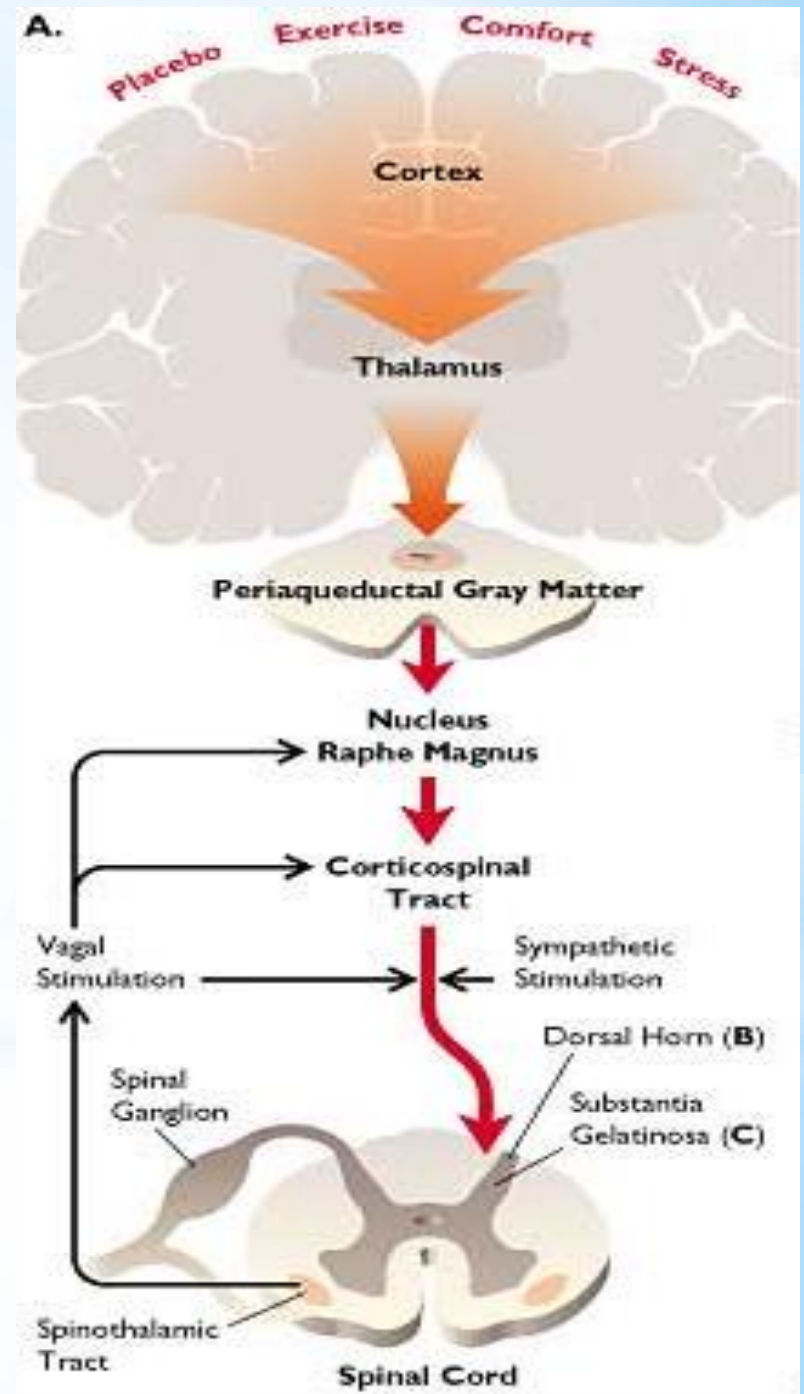 A.
Placebo
Exercise
Comfort
Stress
Cortex
Thalamus
Periaqueductal Gray Matter
Nucleus
Raphe Magnus
Corticospinal
Tract
Vagal
Stimulation
Sympathetic
Stimulation
Dorsal Horn (B)
Spinal
Ganglion
Substantia
Gelatinosa (C)
Spinothalamic
Tract
Spinal Cord